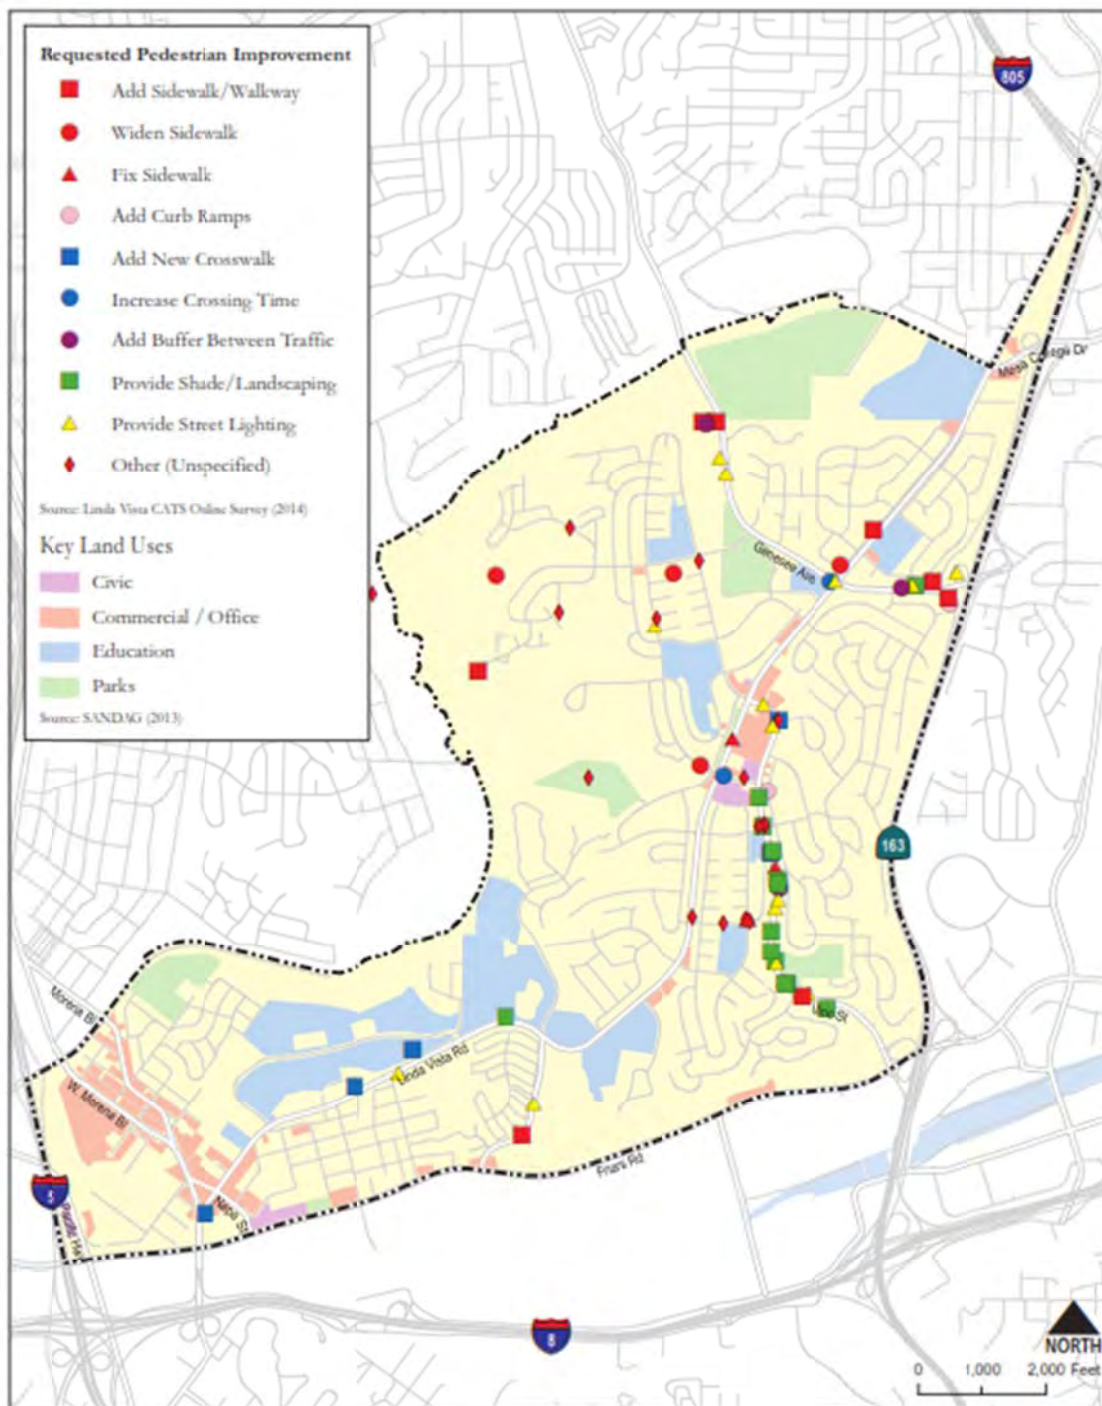 Requested Pedestrian Improvement
Add Sidewalk/Walkway
Widen Sidewalk
Fix Sidewalk
Add Curb Ramps
Add New Crosswalk
Increase Crossing Time
Add Buffer Between Traffic
Provide Shade/Landscaping
Provide Street Lighting
Other (Unspecified)
Source: Linda Vista CATS Online Survey (2014)
Key Land Uses
Civic
Commercial / Office
Education
Parks
Source: SANDAG (2013)
805
Mesa College Dr
Genesee Ave
163
Ulric St
Morena Bl
Linda Vista Rd
W. Morena Bl
Friars Rd
5
Napa St
Pacific
8
NORTH
0 1,000 2,000 Feet